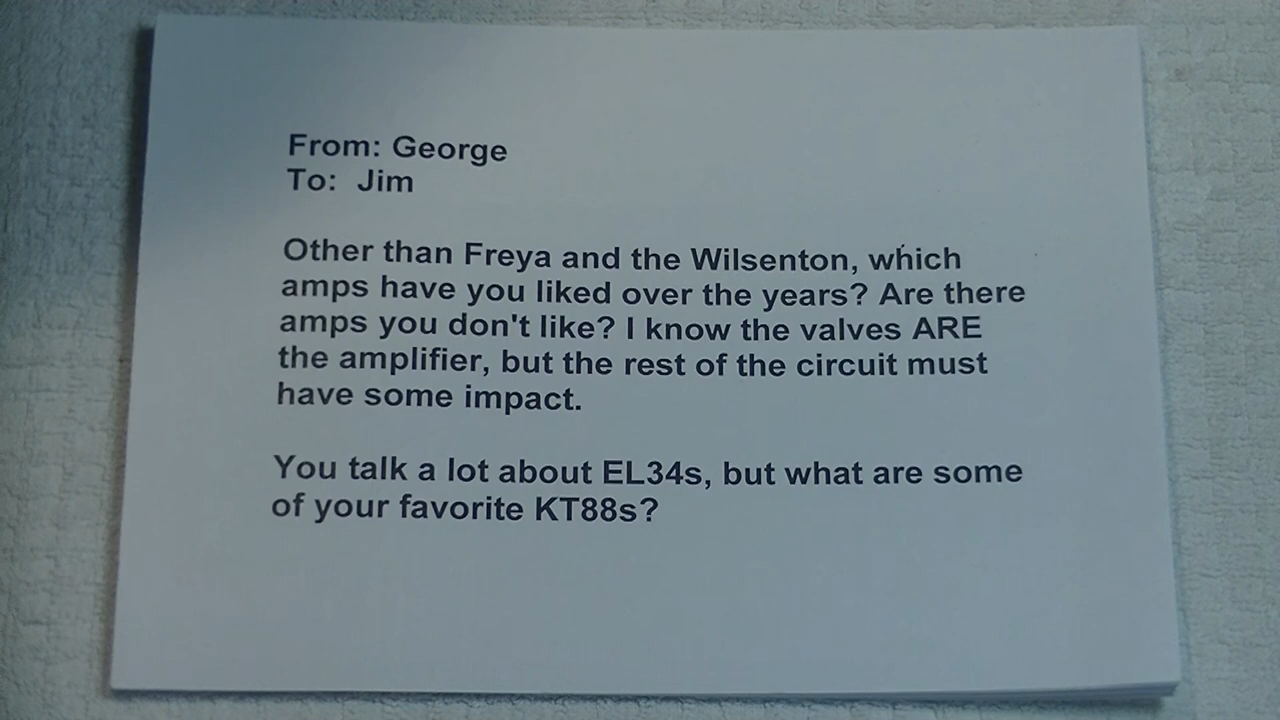 From: George
To:  Jim
Other than Freya and the Wilsenton, which
amps have you liked over the years? Are there
amps you don't like? I know the valves ARE
the amplifier, but the rest of the circuit must
have some impact.
You talk a lot about EL34s, but what are some
of your favorite KT88s?